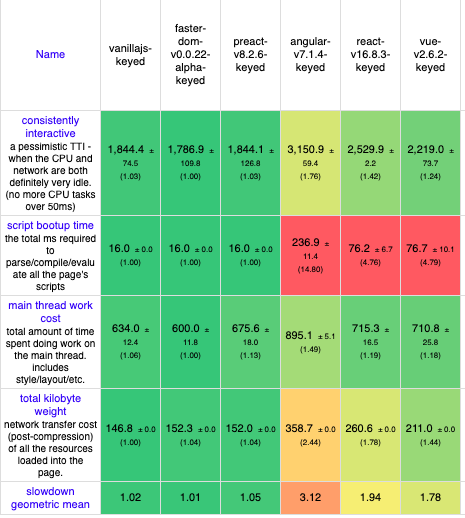 Name
vanillajs-
keyed
faster-
dom-
v0.0.22-
alpha-
keyed
preact-
v8.2.6-
keyed
angular-
v7.1.4-
keyed
react-
v16.8.3-
keyed
vue-
v2.6.2-
keyed
consistently
interactive
a pessimistic TTI -
when the CPU and
network are both
definitely very idle.
(no more CPU tasks
over 50ms)
1,844.4 ±
74.5
(1.03)
1,786.9 ±
109.8
(1.00)
1,844.1 ±
126.8
(1.03)
3,150.9 ±
59.4
(1.76)
2,529.9 ±
2.2
(1.42)
2,219.0 ±
73.7
(1.24)
script bootup time
the total ms required
to
parse/compile/evalu
ate all the page's
scripts
16.0 ± 0.0
(1.00)
16.0 ± 0.0
(1.00)
16.0 ± 0.0
(1.00)
236.9 ±
11.4
(14.80)
76.2 ± 6.7
(4.76)
76.7 ± 10.1
(4.79)
main thread work
cost
total amount of time
spent doing work on
the main thread.
includes
style/layout/etc.
634.0 ±
12.4
(1.06)
600.0 ±
11.8
(1.00)
675.6 ±
18.0
(1.13)
895.1 ± 5.1
(1.49)
715.3 ±
16.5
(1.19)
710.8 ±
25.8
(1.18)
total kilobyte
weight
network transfer cost
(post-compression)
of all the resources
loaded into the
page.
146.8 ± 0.0
(1.00)
152.3 ± 0.0
(1.04)
152.0 ± 0.0
(1.04)
358.7 ± 0.0
(2.44)
260.6 ± 0.0
(1.78)
211.0 ± 0.0
(1.44)
slowdown
geometric mean
1.02
1.01
1.05
3.12
1.94
1.78